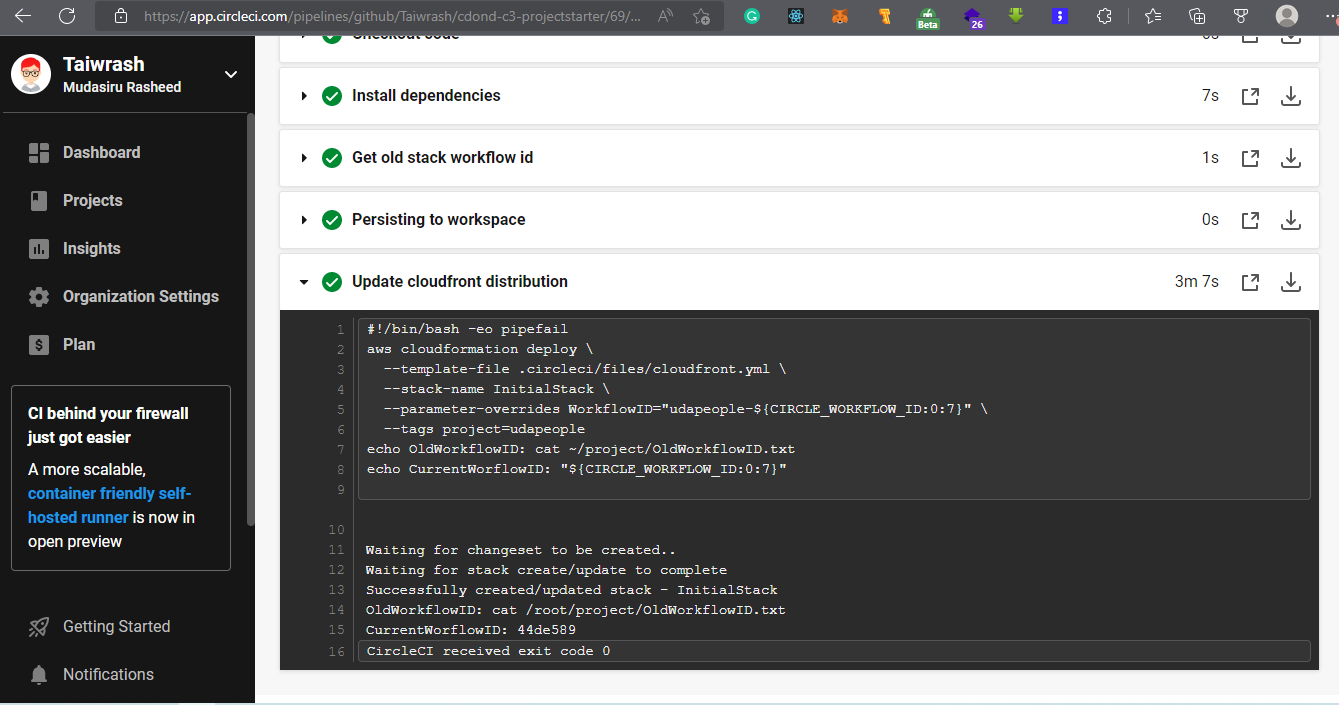 https://app.circleci.com/pipelines/github/Taiwrash/cdond-c3-projectstarter/69/...
Beta
26
Taiwrash
Mudasiru Rasheed
Dashboard
Projects
Insights
Organization Settings
Plan
CI behind your firewall
just got easier
A more scalable,
container friendly self-
hosted runner is now in
open preview
Getting Started
Notifications
Checkout code
Install dependencies 7s
Get old stack workflow id 1s
Persisting to workspace 0s
Update cloudfront distribution 3m 7s
1 #!/bin/bash -eo pipefail
2 aws cloudformation deploy \
3 --template-file .circleci/files/cloudfront.yml \
4 --stack-name InitialStack \
5 --parameter-overrides WorkflowID="udapeople-${CIRCLE_WORKFLOW_ID:0:7}" \
6 --tags project=udapeople
7 echo OldWorkflowID: cat ~/project/OldWorkflowID.txt
8 echo CurrentWorflowID: "${CIRCLE_WORKFLOW_ID:0:7}"
9
10
11 Waiting for changeset to be created..
12 Waiting for stack create/update to complete
13 Successfully created/updated stack - InitialStack
14 OldWorkflowID: cat /root/project/OldWorkflowID.txt
15 CurrentWorflowID: 44de589
16 CircleCI received exit code 0